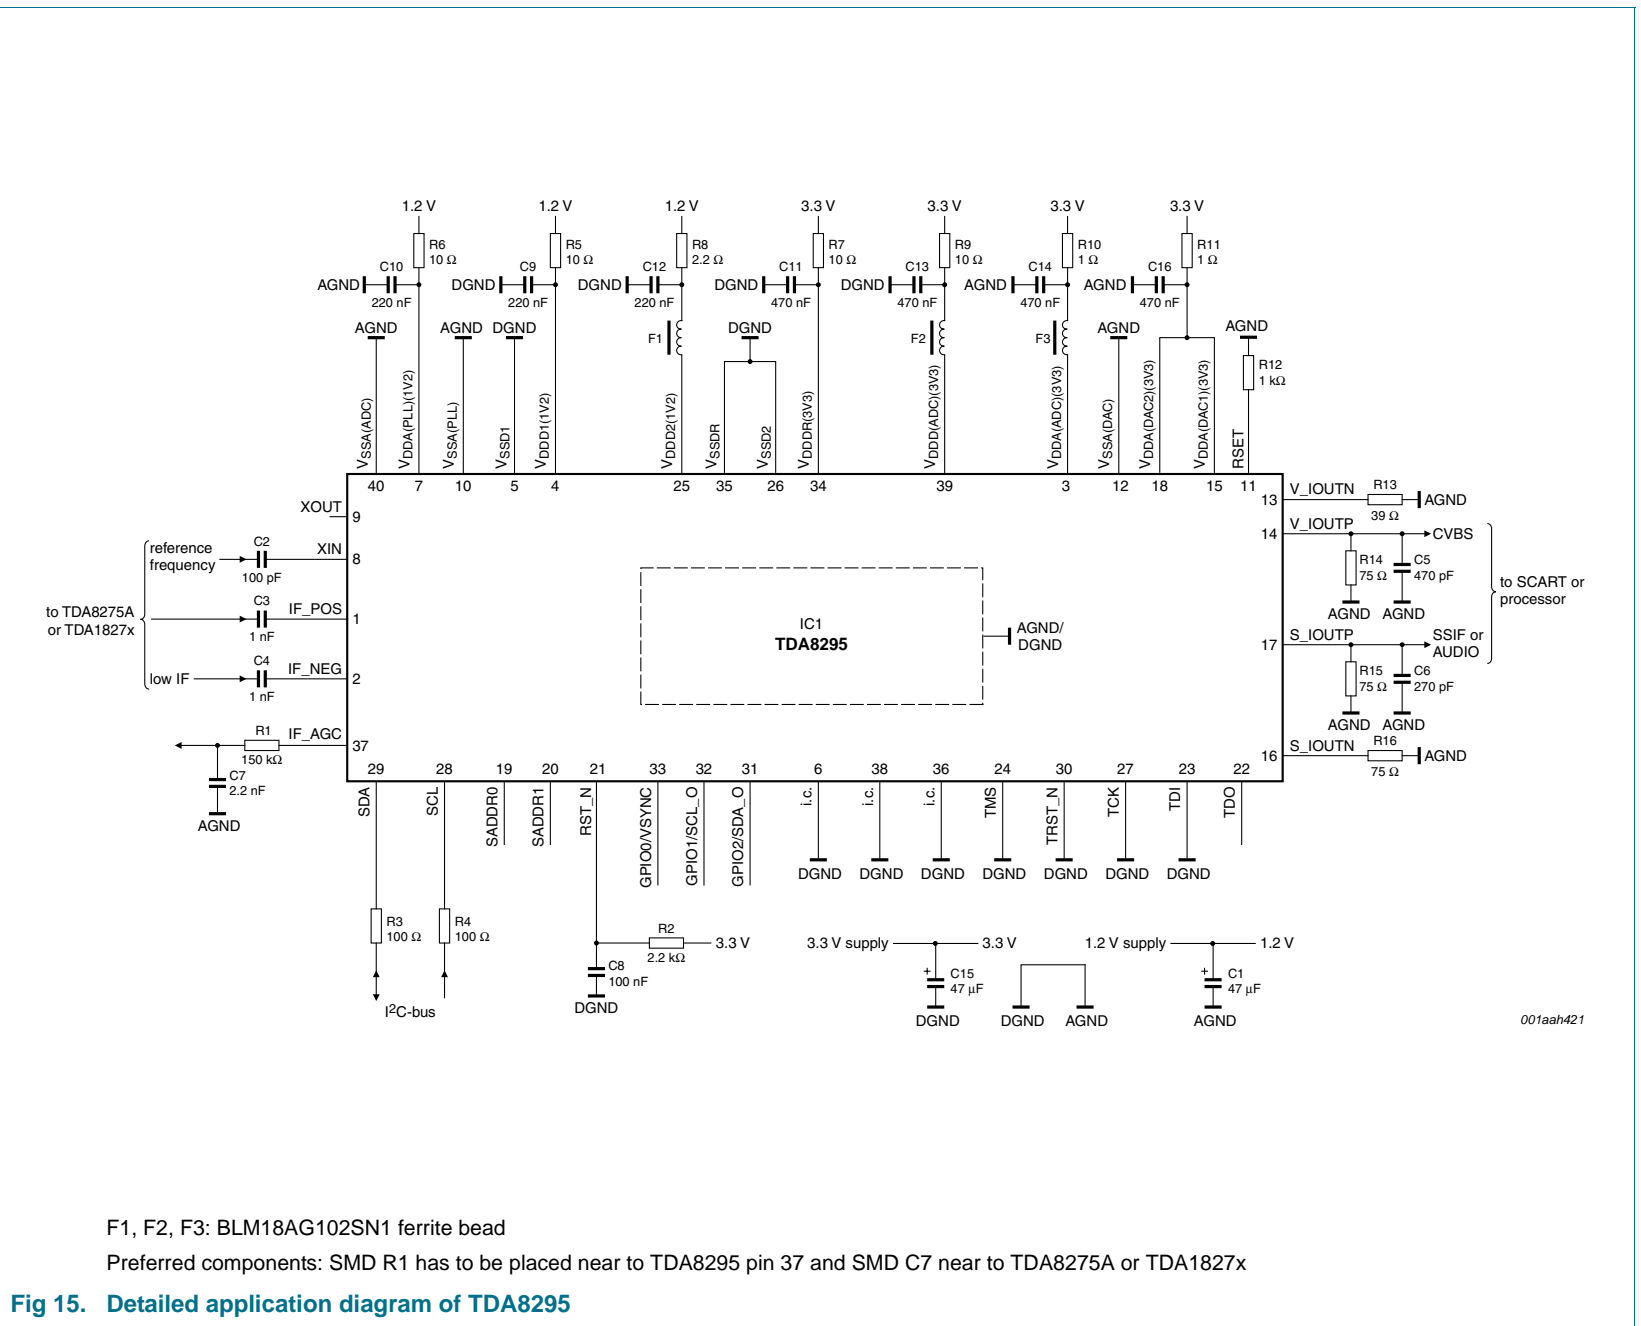 1.2 V 1.2 V 1.2 V 3.3 V 3.3 V 3.3 V 3.3 V
R6 R5 R8 R7 R9 R10 R11
10 Ω 10 Ω 2.2 Ω 10 Ω 10 Ω 1 Ω 1 Ω
C10 C9 C12 C11 C13 C14 C16
AGND DGND DGND DGND DGND AGND AGND
220 nF 220 nF 220 nF 470 nF 470 nF 470 nF 470 nF
AGND AGND DGND DGND AGND AGND
F1 F2 F3
R12
1 kΩ
VSSA(ADC)
VDDA(PLL)(1V2)
VSSA(PLL)
VSSD1
VDDD1(1V2)
VDDD2(1V2)
VSSDR
VSSD2
VDDDR(3V3)
VDDD(ADC)(3V3)
VDDA(ADC)(3V3)
VSSA(DAC)
VDDA(DAC2)(3V3)
VDDA(DAC1)(3V3)
RSET
40 7 10 5 4 25 35 26 34 39 3 12 18 15 11
XOUT
9
reference
frequency
C2
100 pF
XIN
8
to TDA8275A
or TDA1827x
C3
1 nF
IF_POS
1
low IF
C4
1 nF
IF_NEG
2
R1
150 kΩ
IF_AGC
37
C7
2.2 nF
AGND
IC1
TDA8295
AGND/
DGND
13
V_IOUTN
R13
39 Ω
AGND
14
V_IOUTP
CVBS
R14
75 Ω
C5
470 pF
AGND AGND
to SCART or
processor
17
S_IOUTP
SSIF or
AUDIO
R15
75 Ω
C6
270 pF
AGND AGND
16
S_IOUTN
R16
75 Ω
AGND
29 28 19 20 21 33 32 31 6 38 36 24 30 27 23 22
SDA
SCL
SADDR0
SADDR1
RST_N
GPIO0/VSYNC
GPIO1/SCL_O
GPIO2/SDA_O
i.c.
i.c.
i.c.
TMS
TRST_N
TCK
TDI
TDO
DGND DGND DGND DGND DGND DGND DGND
R3
100 Ω
R4
100 Ω
I2C-bus
R2
2.2 kΩ
3.3 V
C8
100 nF
DGND
3.3 V supply 3.3 V
+
C15
47 μF
DGND
DGND AGND
1.2 V supply 1.2 V
+
C1
47 μF
AGND
001aah421
F1, F2, F3: BLM18AG102SN1 ferrite bead
Preferred components: SMD R1 has to be placed near to TDA8295 pin 37 and SMD C7 near to TDA8275A or TDA1827x
Fig 15. Detailed application diagram of TDA8295